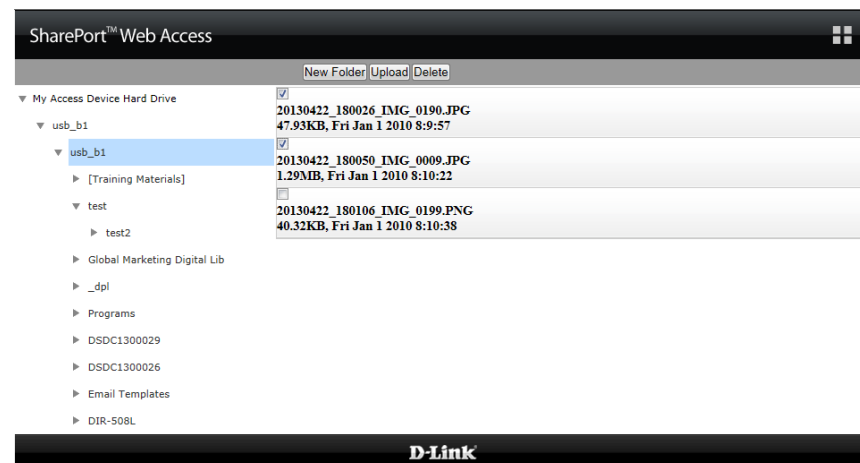 SharePort™ Web Access
New Folder Upload Delete
My Access Device Hard Drive
usb_b1
usb_b1
[Training Materials]
test
test2
Global Marketing Digital Lib
_dpl
Programs
DSDC1300029
DSDC1300026
Email Templates
DIR-508L
20130422_180026_IMG_0190.JPG
47.93KB, Fri Jan 1 2010 8:9:57
20130422_180050_IMG_0009.JPG
1.29MB, Fri Jan 1 2010 8:10:22
20130422_180106_IMG_0199.PNG
40.32KB, Fri Jan 1 2010 8:10:38
D-Link